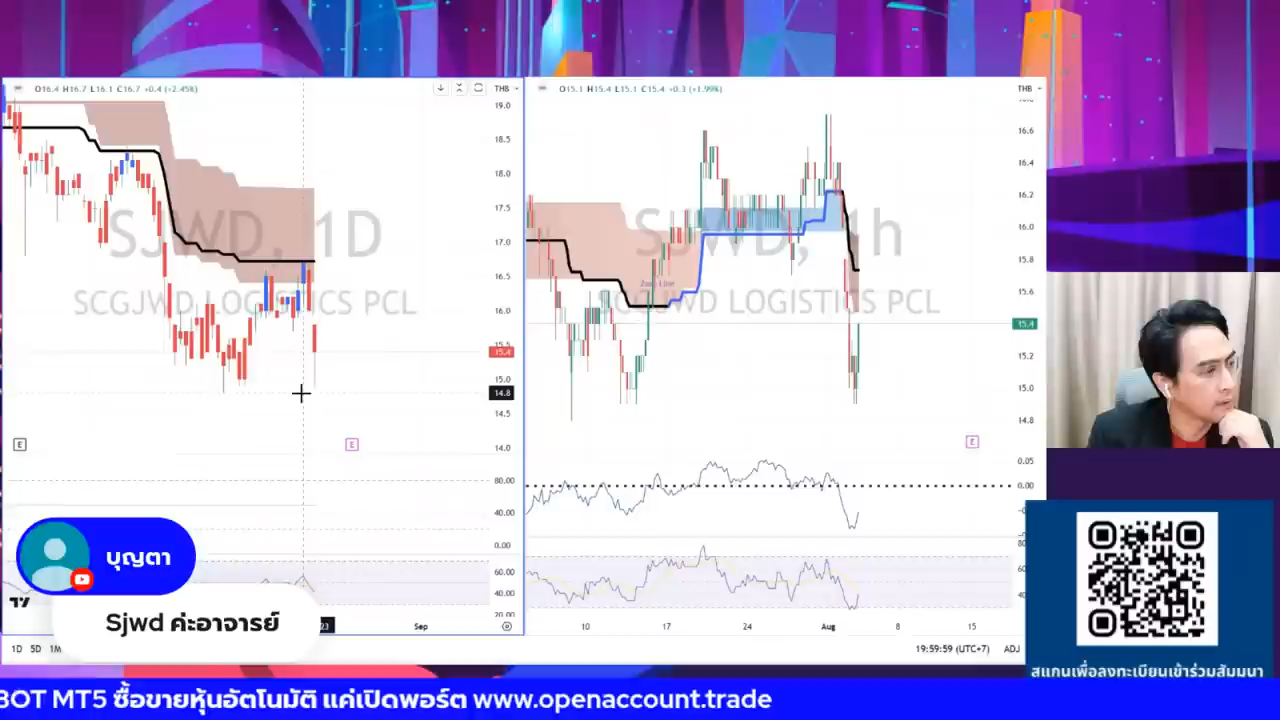 O16.4 H16.7 L16.1 C16.7 +0.4 (+2.45%)
THB
19.0
18.5
18.0
17.5
17.0
16.5
16.0
15.5
15.4
15.0
14.8
14.5
14.0
80.00
40.00
0.00
60.00
40.00
20.00
SJWD, 1D
SCGJWD LOGISTICS PCL
E
E
23
Sep
1D 5D 1M
O15.1 H15.4 L15.1 C15.4 +0.3 (+1.99%)
THB
16.6
16.4
16.2
16.0
15.8
15.6
15.4
15.2
15.0
14.8
0.05
0.00
SJWD, 1h
SCGJWD LOGISTICS PCL
Zero Line
E
10 17 24 Aug 8 15
19:59:59 (UTC+7) ADJ
บุญตา
Sjwd ค่ะอาจารย์
สแกนเพื่อลงทะเบียนเข้าร่วมสัมมนา
BOT MT5 ซื้อขายหุ้นอัตโนมัติ แค่เปิดพอร์ต www.openaccount.trade